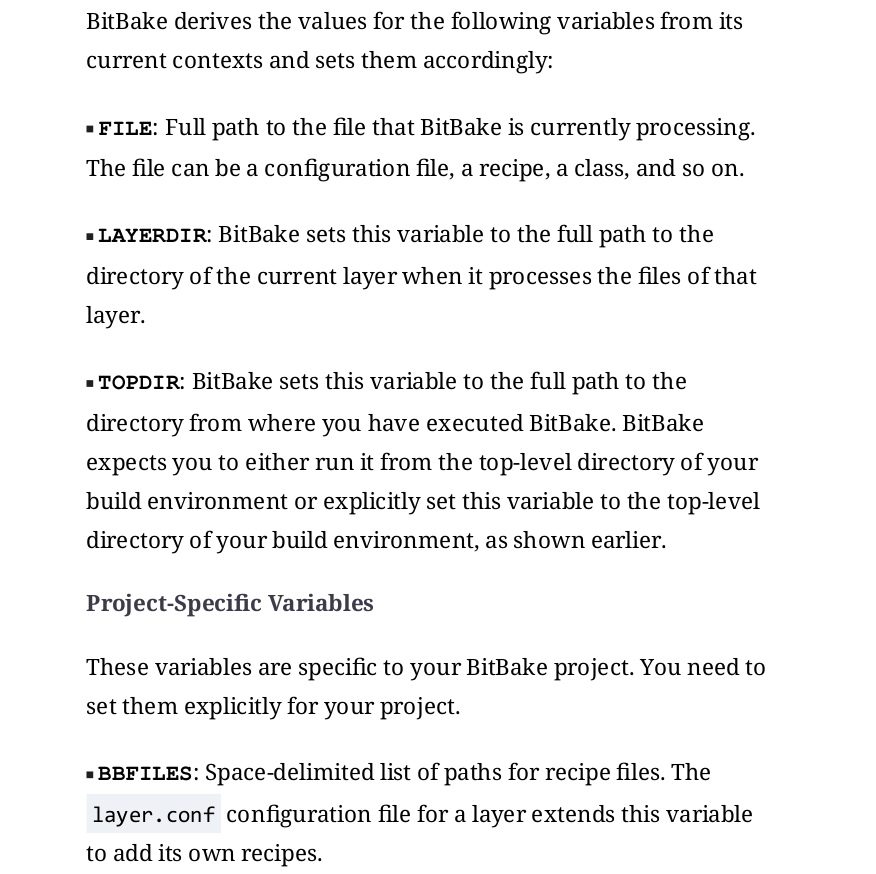 BitBake derives the values for the following variables from its
current contexts and sets them accordingly:
▪ FILE: Full path to the file that BitBake is currently processing.
The file can be a configuration file, a recipe, a class, and so on.
▪ LAYERDIR: BitBake sets this variable to the full path to the
directory of the current layer when it processes the files of that
layer.
▪ TOPDIR: BitBake sets this variable to the full path to the
directory from where you have executed BitBake. BitBake
expects you to either run it from the top-level directory of your
build environment or explicitly set this variable to the top-level
directory of your build environment, as shown earlier.
Project-Specific Variables
These variables are specific to your BitBake project. You need to
set them explicitly for your project.
▪ BBFILES: Space-delimited list of paths for recipe files. The
layer.conf configuration file for a layer extends this variable
to add its own recipes.